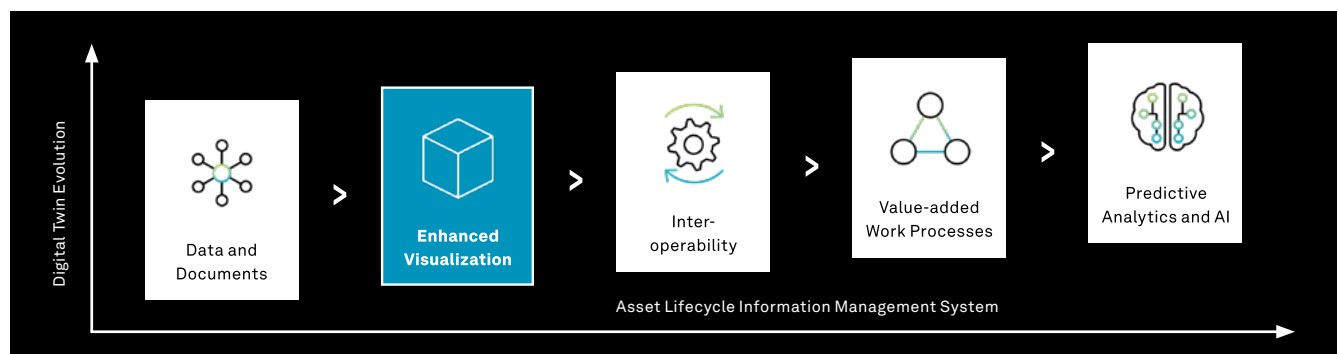 Digital Twin Evolution
Data and
Documents
>
Enhanced
Visualization
>
Inter-
operability
>
Value-added
Work Processes
>
Predictive
Analytics and AI
Asset Lifecycle Information Management System